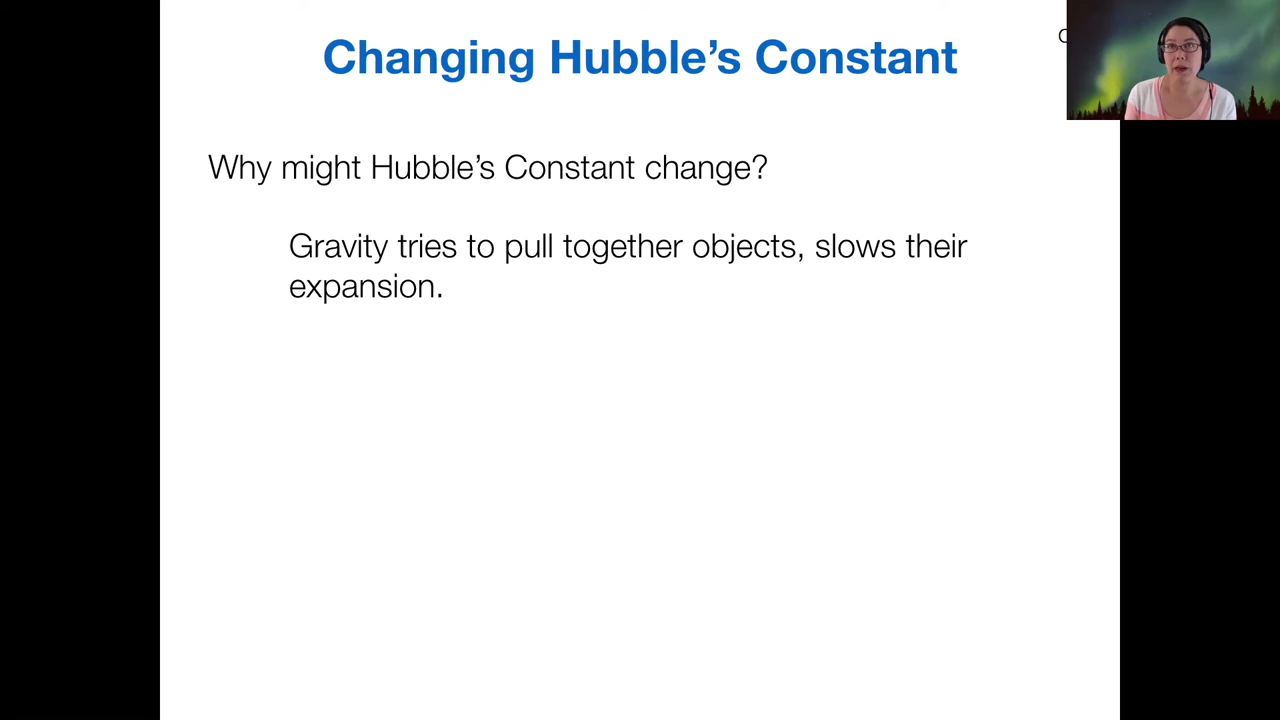 Changing Hubble’s Constant
Why might Hubble’s Constant change?
Gravity tries to pull together objects, slows their
expansion.